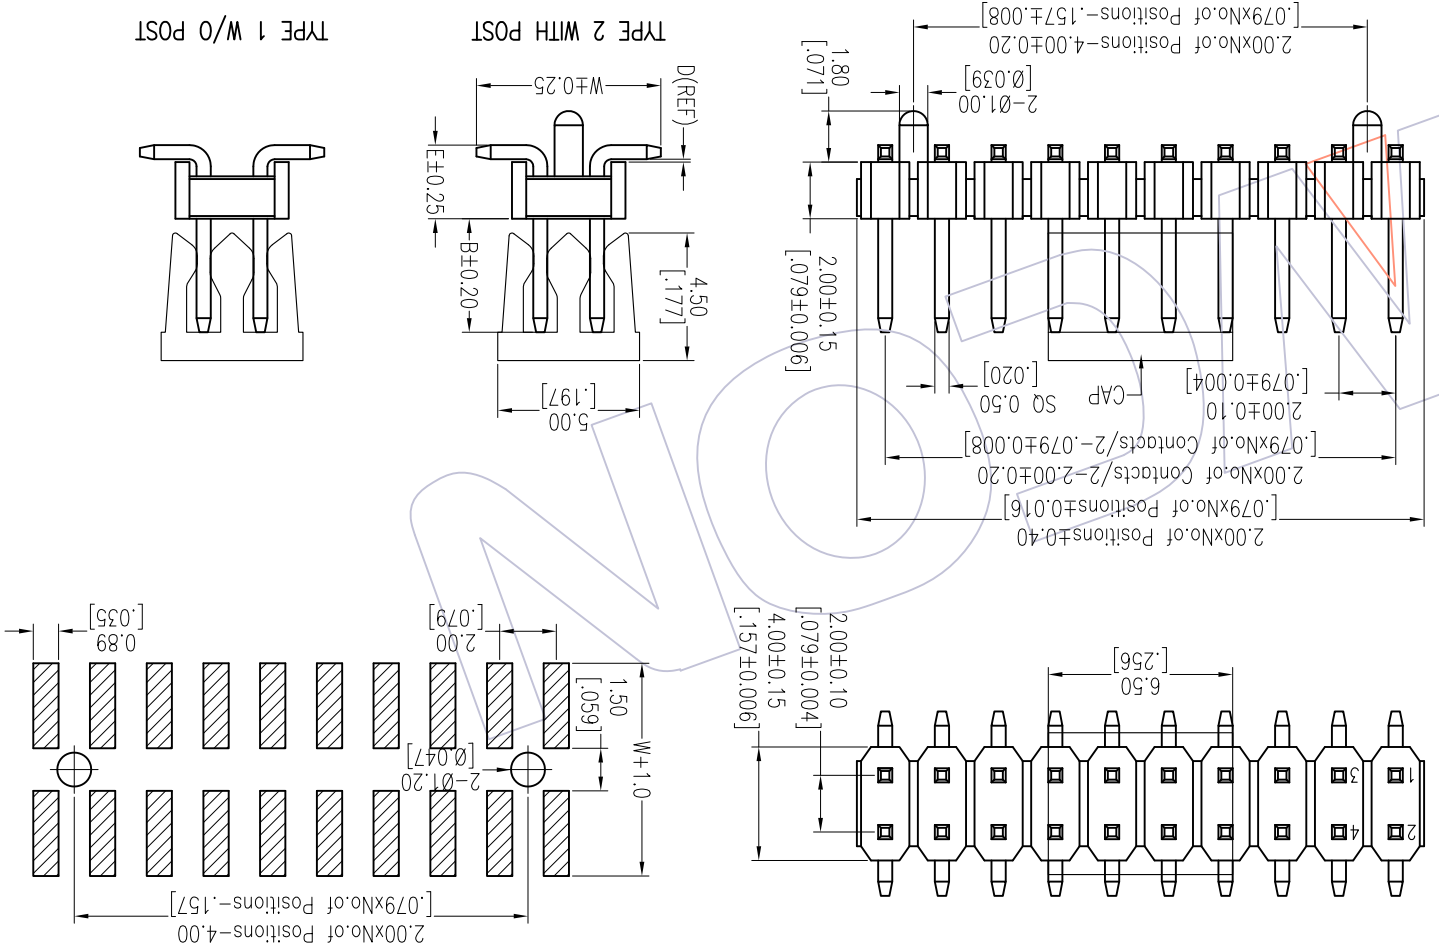 2.00xNo.of Positions-4.00
[.079xNo.of Positions-.157]
2-Ø1.20
[Ø.047]
W+1.0
1.50
[.059]
2.00
[.079]
0.89
[.035]
1
2
3
4
6.50
[.256]
4.00±0.15
[.157±0.006]
2.00±0.10
[.079±0.004]
2.00xNo.of Positions±0.40
[.079xNo.of Positions±0.016]
2.00xNo.of Contacts/2-2.00±0.20
[.079xNo.of Contacts/2-.079±0.008]
2.00±0.10
[.079±0.004]
CAP
SQ 0.50
[.020]
2.00±0.15
[.079±0.006]
1.80
[.071]
2-Ø1.00
[Ø.039]
2.00xNo.of Positions-4.00±0.20
[.079xNo.of Positions-.157±.008]
5.00
[.197]
4.50
[.177]
B±0.20
E±0.25
D(REF)
W±0.25
TYPE 2 WITH POST
TYPE 1 W/O POST